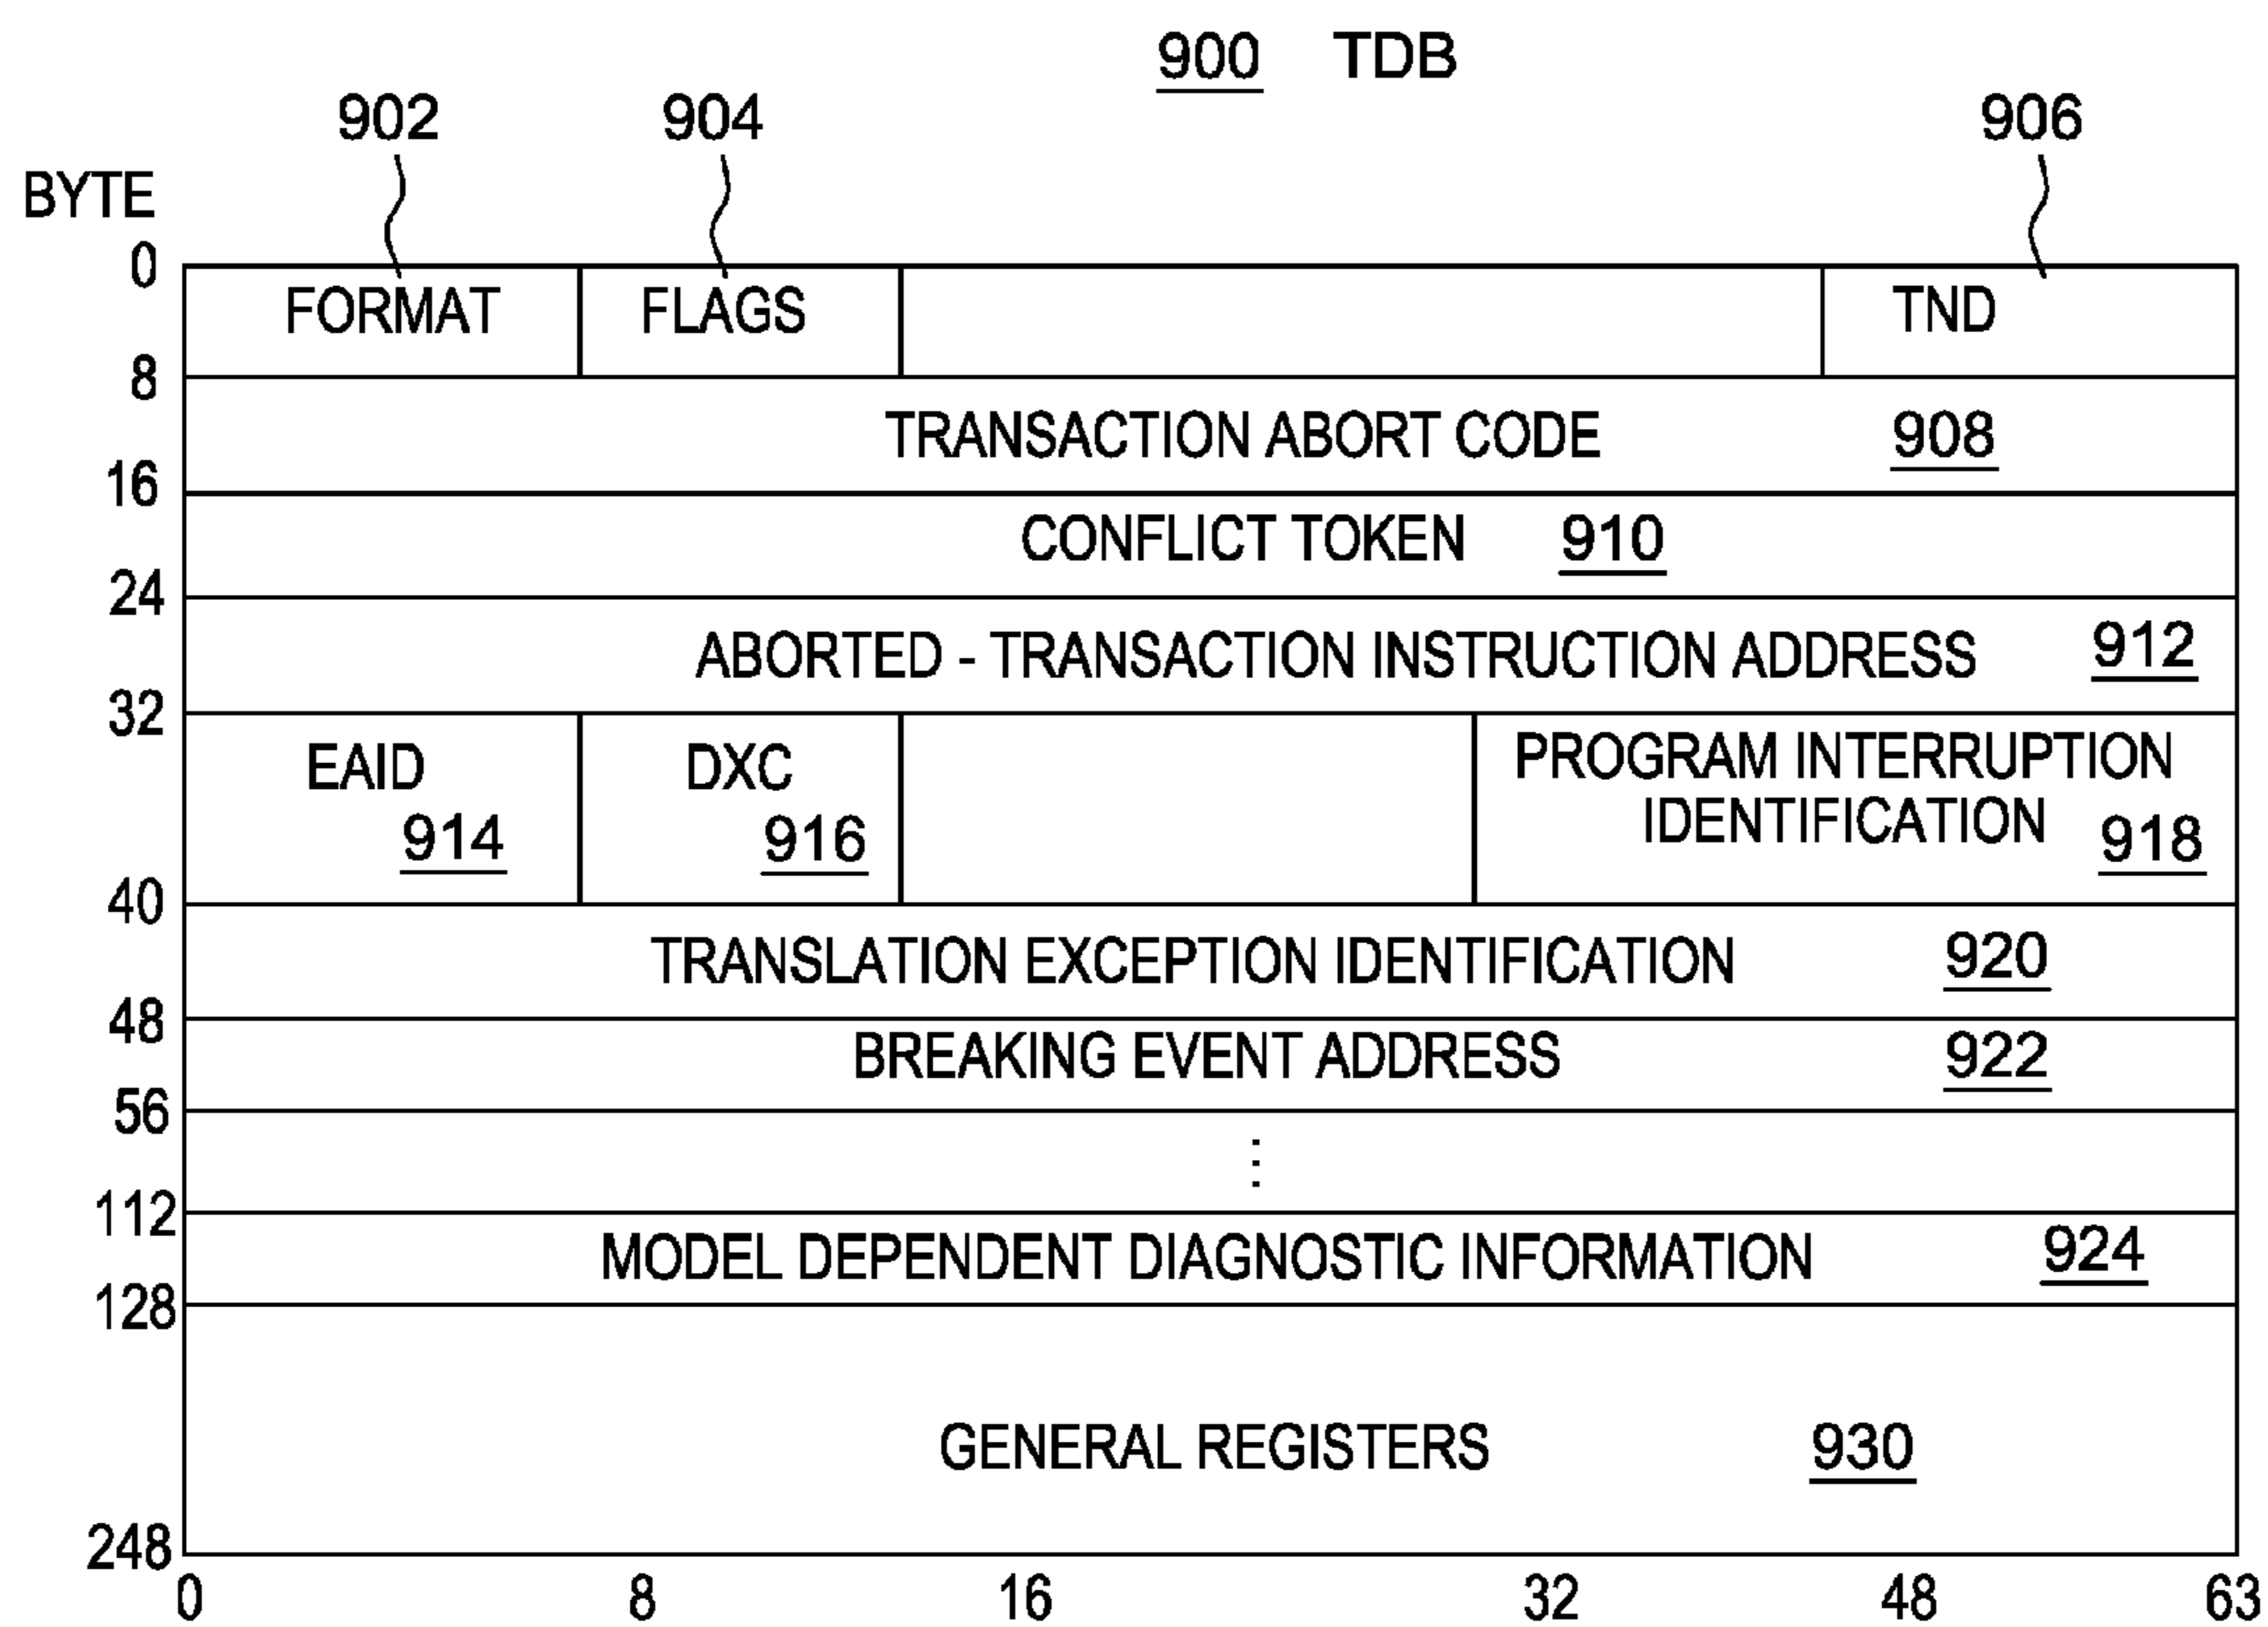 900 TDB
902 904 906
BYTE
0
FORMAT FLAGS TND
8
TRANSACTION ABORT CODE 908
16
CONFLICT TOKEN 910
24
ABORTED - TRANSACTION INSTRUCTION ADDRESS 912
32
EAID DXC PROGRAM INTERRUPTION
914 916 IDENTIFICATION 918
40
TRANSLATION EXCEPTION IDENTIFICATION 920
48
BREAKING EVENT ADDRESS 922
56
⋮
112
MODEL DEPENDENT DIAGNOSTIC INFORMATION 924
128
GENERAL REGISTERS 930
248
0 8 16 32 48 63